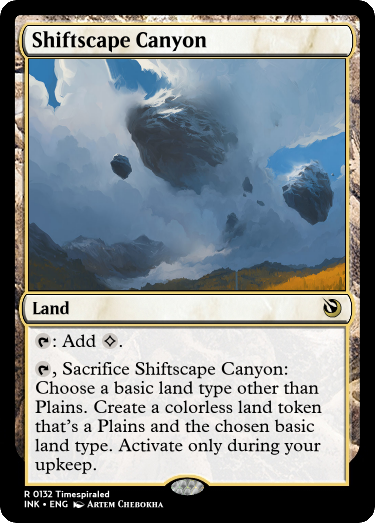 Shiftscape Canyon
Land
: Add .
, Sacrifice Shiftscape Canyon:
Choose a basic land type other than
Plains. Create a colorless land token
that's a Plains and the chosen basic
land type. Activate only during your
upkeep.
R 0132 Timespiraled
INK • ENG Artem Chebokha